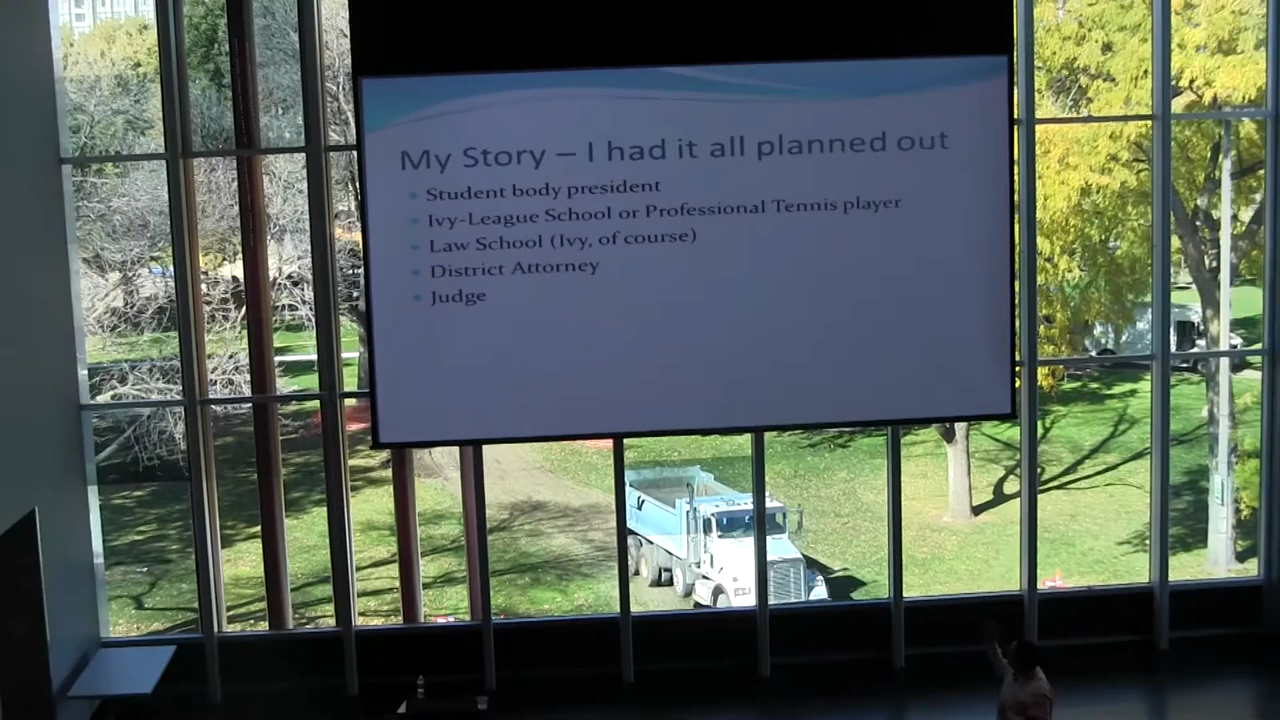 My Story – I had it all planned out
Student body president
Ivy-League School or Professional Tennis player
Law School (Ivy, of course)
District Attorney
Judge